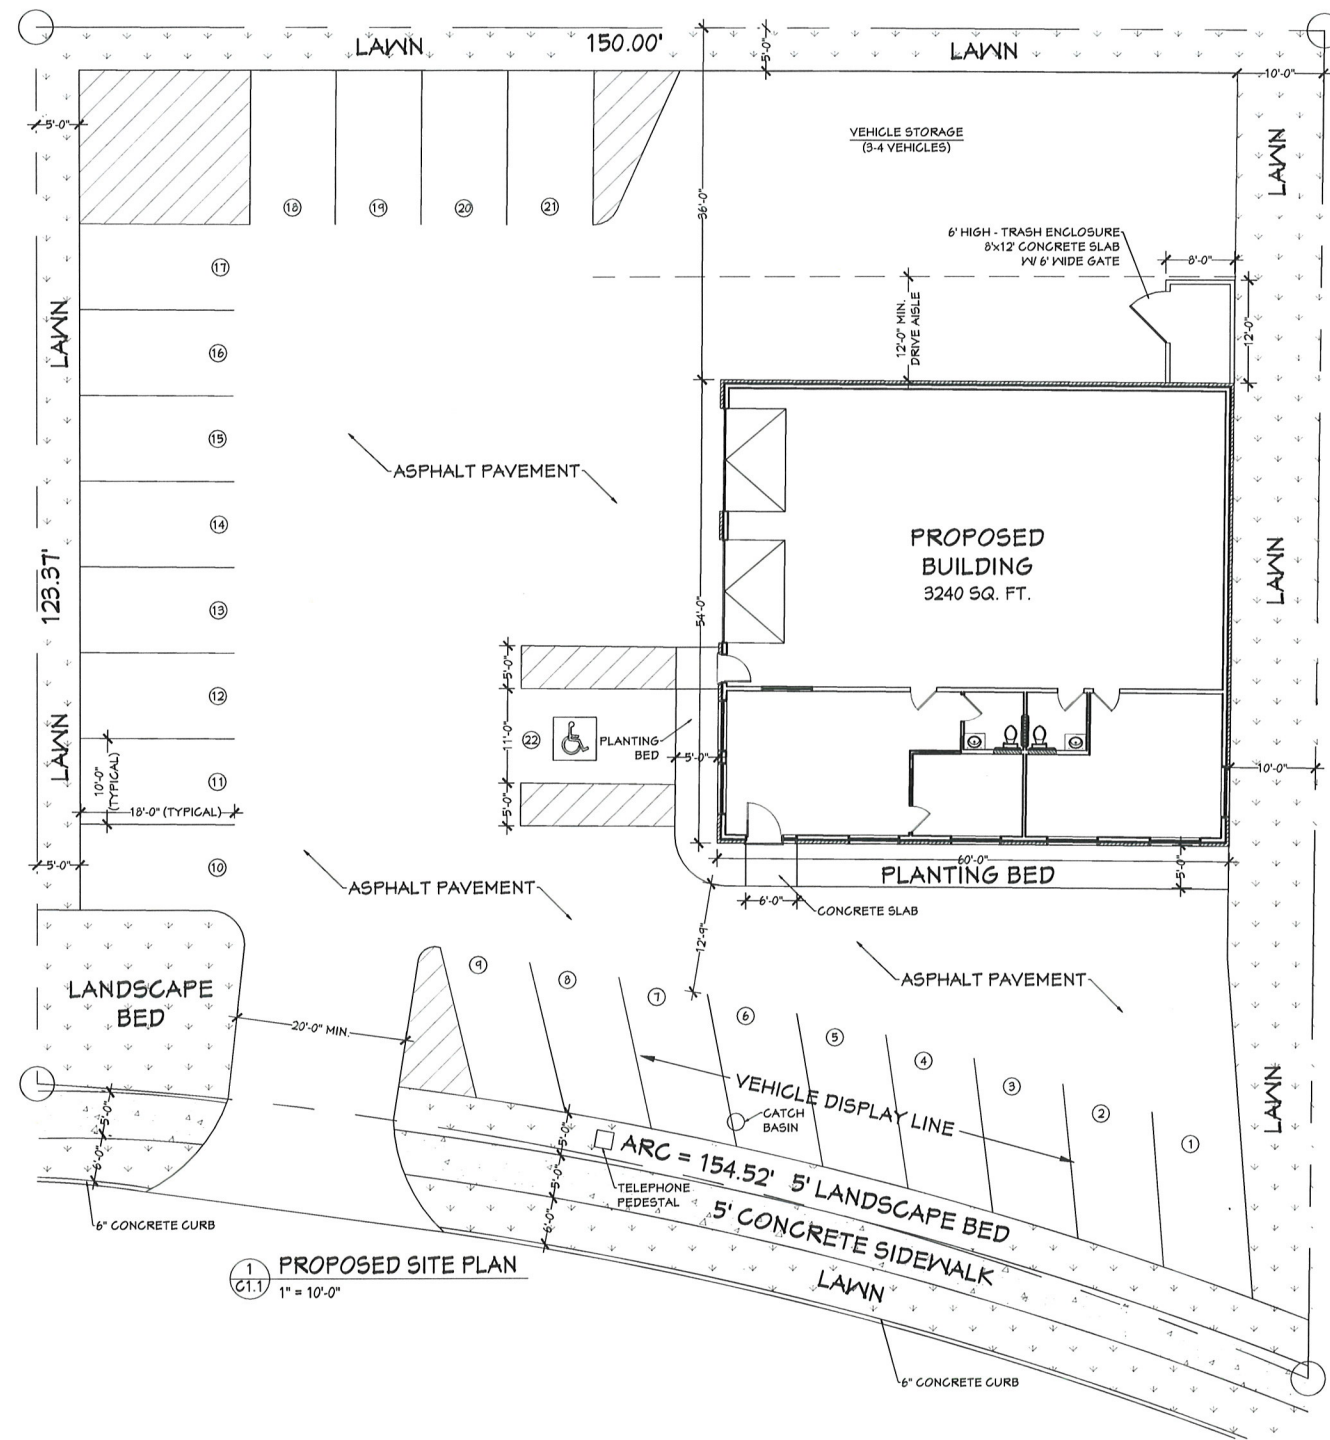 LAWN
150.00'
5'-0"
LAWN
10'-0"
5'-0"
VEHICLE STORAGE
(3-4 VEHICLES)
LAWN
18
19
20
21
36'-0"
6' HIGH - TRASH ENCLOSURE
8'x12' CONCRETE SLAB
W/ 6' WIDE GATE
8'-0"
17
LAWN
16
12'-0" MIN.
DRIVE AISLE
12'-0"
15
ASPHALT PAVEMENT
14
PROPOSED
BUILDING
3240 SQ. FT.
LAWN
123.37'
13
54'-0"
5'-0"
12
LAWN
11'-0"
22
PLANTING
BED
5'-0"
10'-0"
10'-0"
(TYPICAL)
11
18'-0" (TYPICAL)
5'-0"
5'-0"
10
ASPHALT PAVEMENT
60'-0"
PLANTING BED
5'-0"
6'-0"
CONCRETE SLAB
12'-9"
9
8
7
6
5
4
3
2
1
ASPHALT PAVEMENT
LANDSCAPE
BED
20'-0" MIN.
VEHICLE DISPLAY LINE
LAWN
CATCH
BASIN
5'-0"
6'-0"
5'-0"
5'-0"
6'-0"
ARC = 154.52'
5' LANDSCAPE BED
TELEPHONE
PEDESTAL
5' CONCRETE SIDEWALK
6" CONCRETE CURB
LAWN
1
C1.1
PROPOSED SITE PLAN
1" = 10'-0"
6" CONCRETE CURB